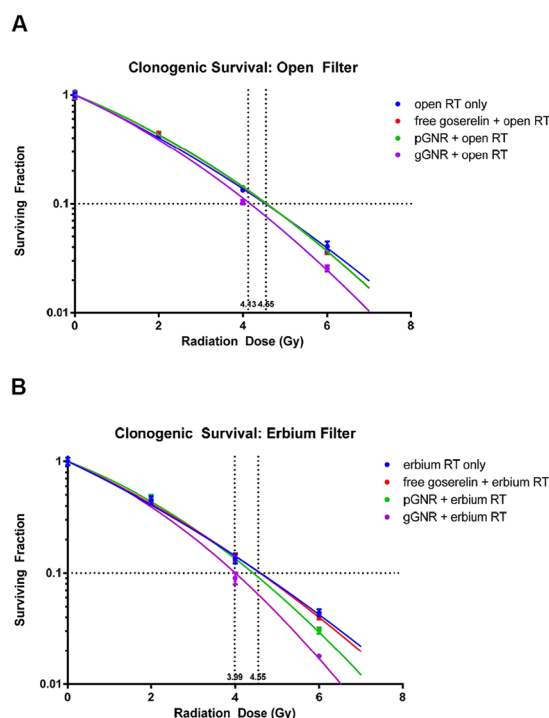 A
Clonogenic Survival: Open Filter
1
0.1
0.01
Surviving Fraction
4.13 4.55
0 2 4 6 8
Radiation Dose (Gy)
open RT only
free goserelin + open RT
pGNR + open RT
gGNR + open RT
B
Clonogenic Survival: Erbium Filter
1
0.1
0.01
Surviving Fraction
3.99 4.55
0 2 4 6 8
Radiation Dose (Gy)
erbium RT only
free goserelin + erbium RT
pGNR + erbium RT
gGNR + erbium RT